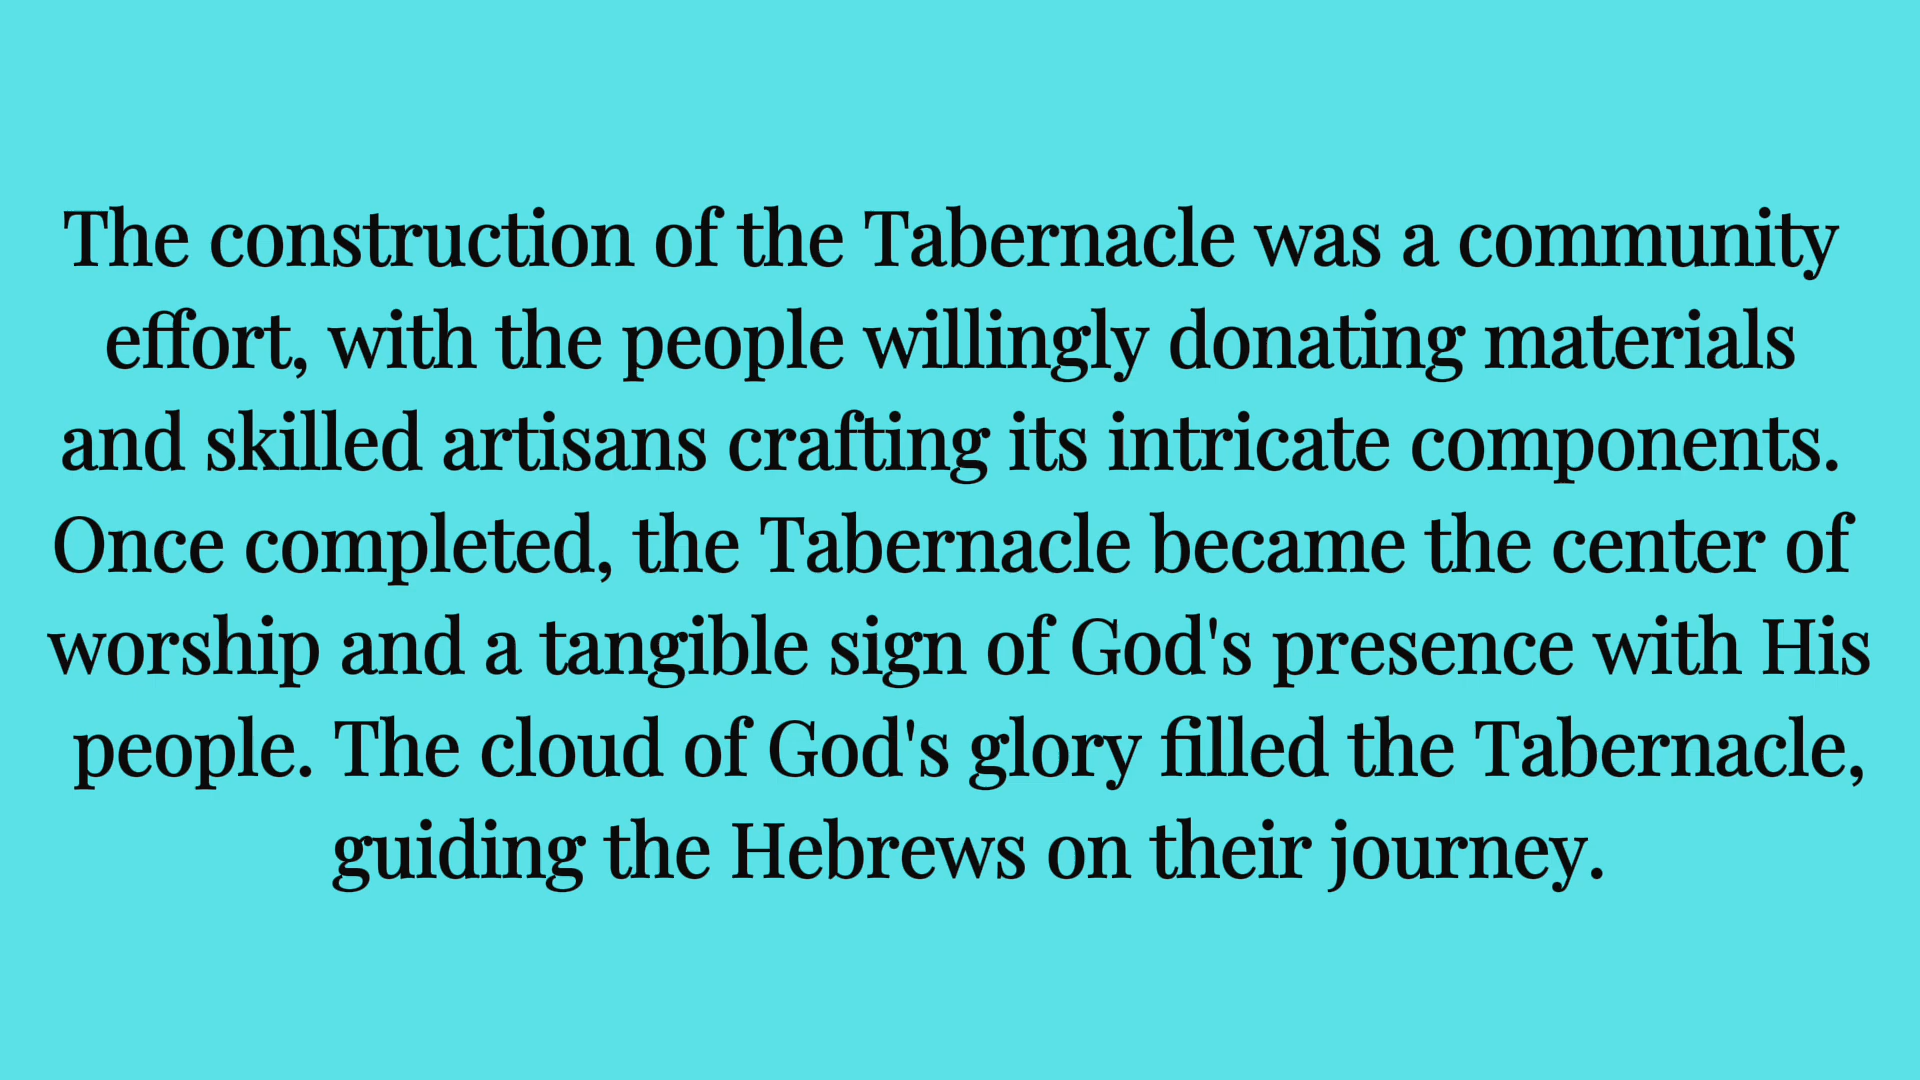 The construction of the Tabernacle was a community
effort, with the people willingly donating materials
and skilled artisans crafting its intricate components.
Once completed, the Tabernacle became the center of
worship and a tangible sign of God's presence with His
people. The cloud of God's glory filled the Tabernacle,
guiding the Hebrews on their journey.